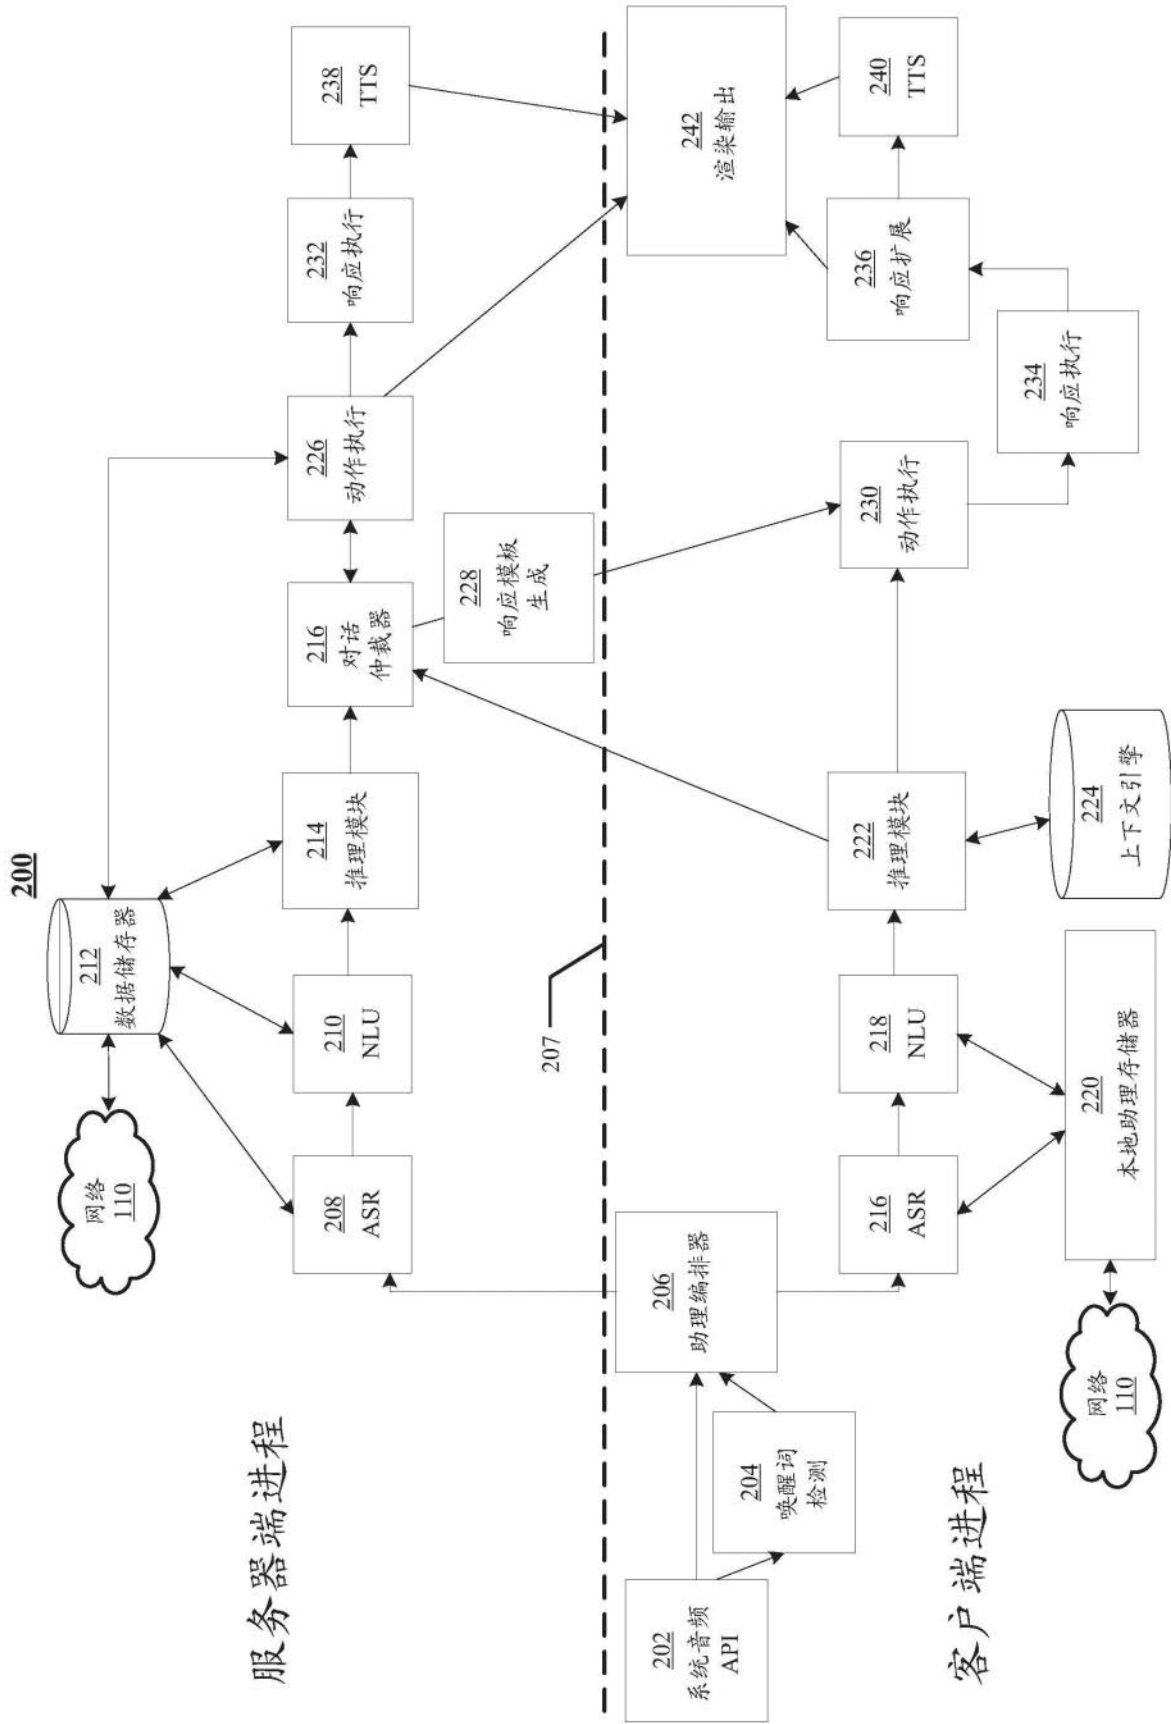 200
服务器端进程
网络
110
212
数据储存器
208
ASR
210
NLU
214
推理模块
216
对话
仲裁器
226
动作执行
232
响应执行
238
TTS
228
响应模板
生成
207
202
系统音频
API
204
唤醒词
检测
206
助理编排器
242
渲染输出
216
ASR
218
NLU
222
推理模块
230
动作执行
236
响应扩展
240
TTS
234
响应执行
网络
110
220
本地助理存储器
224
上下文引擎
客户端进程